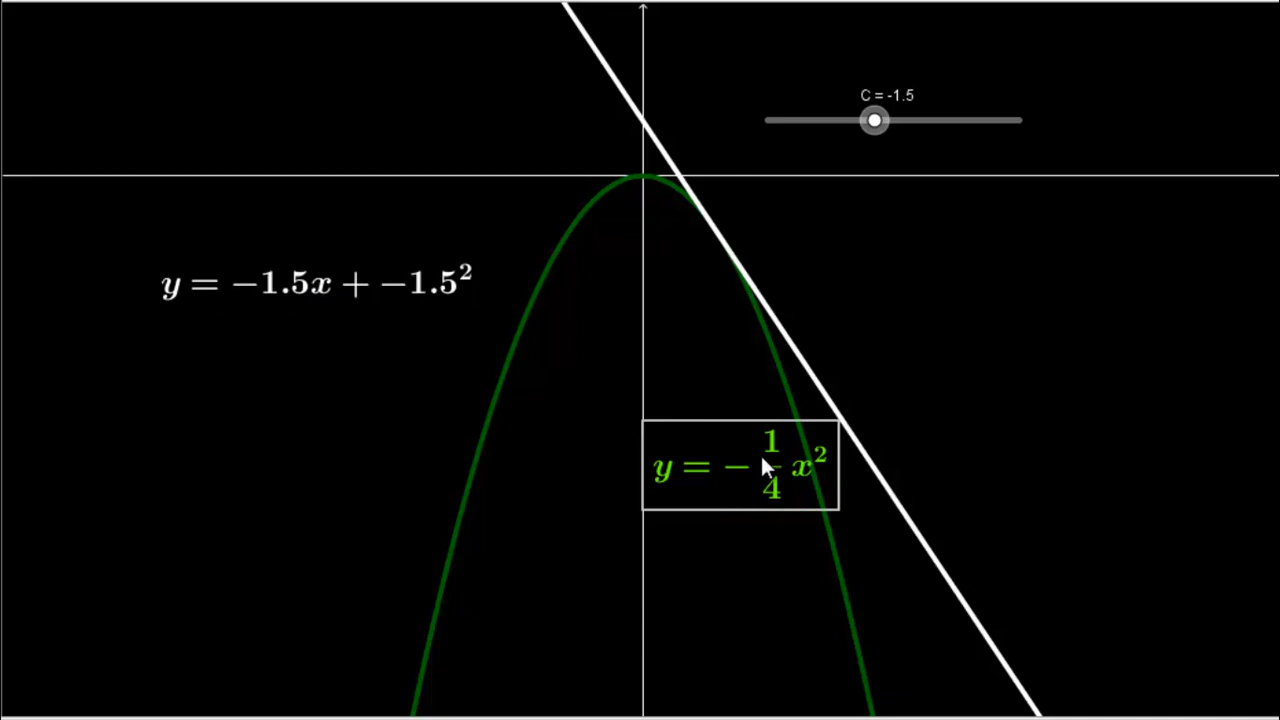 C = -1.5
y = −1.5x + −1.5²
y = −1/4 x²